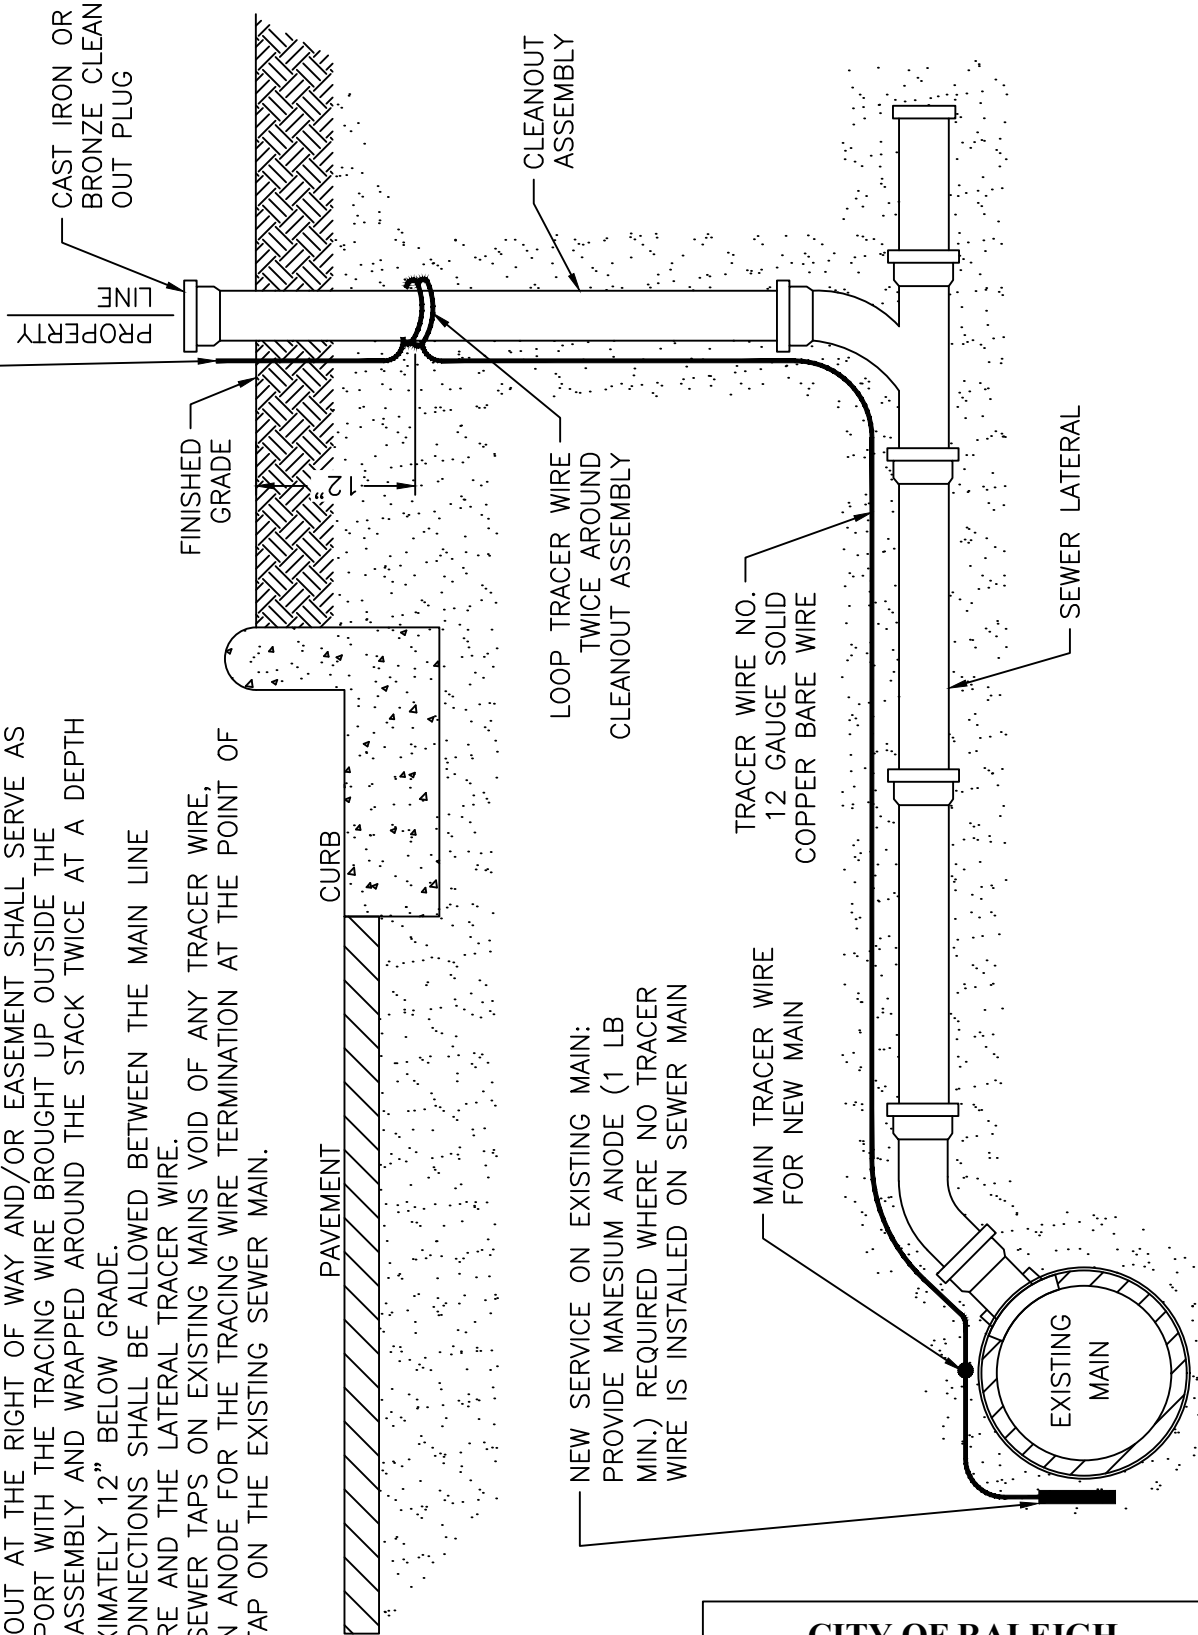 OUT AT THE RIGHT OF WAY AND/OR EASEMENT SHALL SERVE AS
PORT WITH THE TRACING WIRE BROUGHT UP OUTSIDE THE
ASSEMBLY AND WRAPPED AROUND THE STACK TWICE AT A DEPTH
XIMATELY 12" BELOW GRADE.
ONNECTIONS SHALL BE ALLOWED BETWEEN THE MAIN LINE
RE AND THE LATERAL TRACER WIRE.
SEWER TAPS ON EXISTING MAINS VOID OF ANY TRACER WIRE,
N ANODE FOR THE TRACING WIRE TERMINATION AT THE POINT OF
TAP ON THE EXISTING SEWER MAIN.
CAST IRON OR
BRONZE CLEAN
OUT PLUG
PROPERTY
LINE
FINISHED
GRADE
12"
CLEANOUT
ASSEMBLY
CURB
PAVEMENT
LOOP TRACER WIRE
TWICE AROUND
CLEANOUT ASSEMBLY
TRACER WIRE NO.
12 GAUGE SOLID
COPPER BARE WIRE
SEWER LATERAL
NEW SERVICE ON EXISTING MAIN:
PROVIDE MANESIUM ANODE (1 LB
MIN.) REQUIRED WHERE NO TRACER
WIRE IS INSTALLED ON SEWER MAIN
MAIN TRACER WIRE
FOR NEW MAIN
EXISTING
MAIN
CITY OF RALEIGH